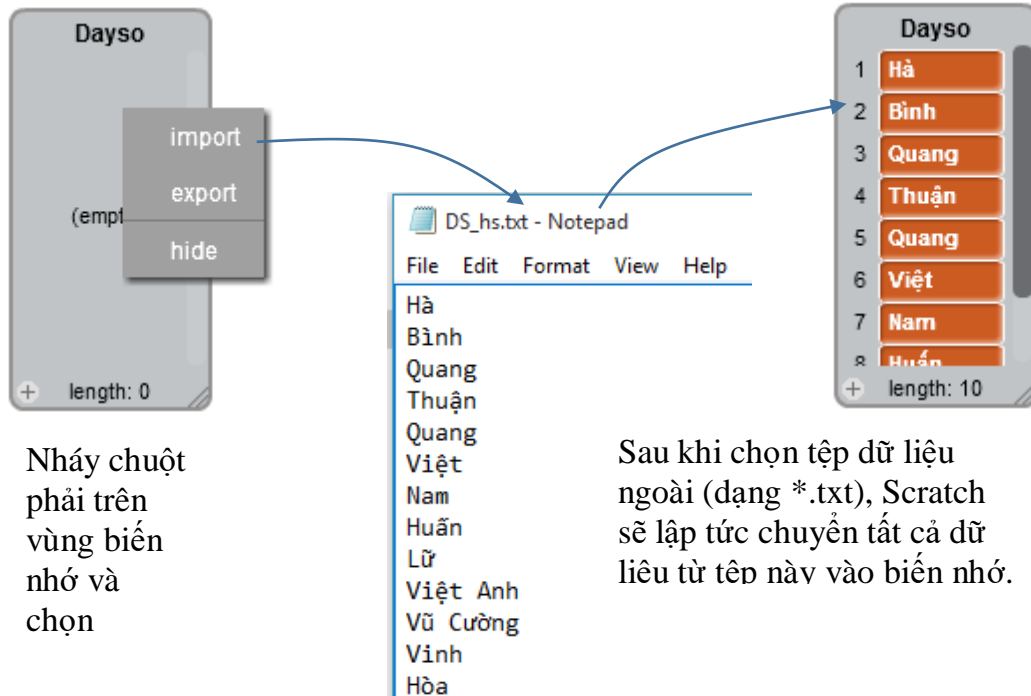 Dayso
import
export
(empt
hide
+ length: 0
Nháy chuột
phải trên
vùng biến
nhớ và
chọn
DS_hs.txt - Notepad
File Edit Format View Help
Hà
Bình
Quang
Thuận
Quang
Việt
Nam
Huấn
Lữ
Việt Anh
Vũ Cường
Vinh
Hòa
Dayso
1 Hà
2 Bình
3 Quang
4 Thuận
5 Quang
6 Việt
7 Nam
8 Huấn
+ length: 10
Sau khi chọn tệp dữ liệu
ngoài (dạng *.txt), Scratch
sẽ lập tức chuyển tất cả dữ
liệu từ tệp này vào biến nhớ.